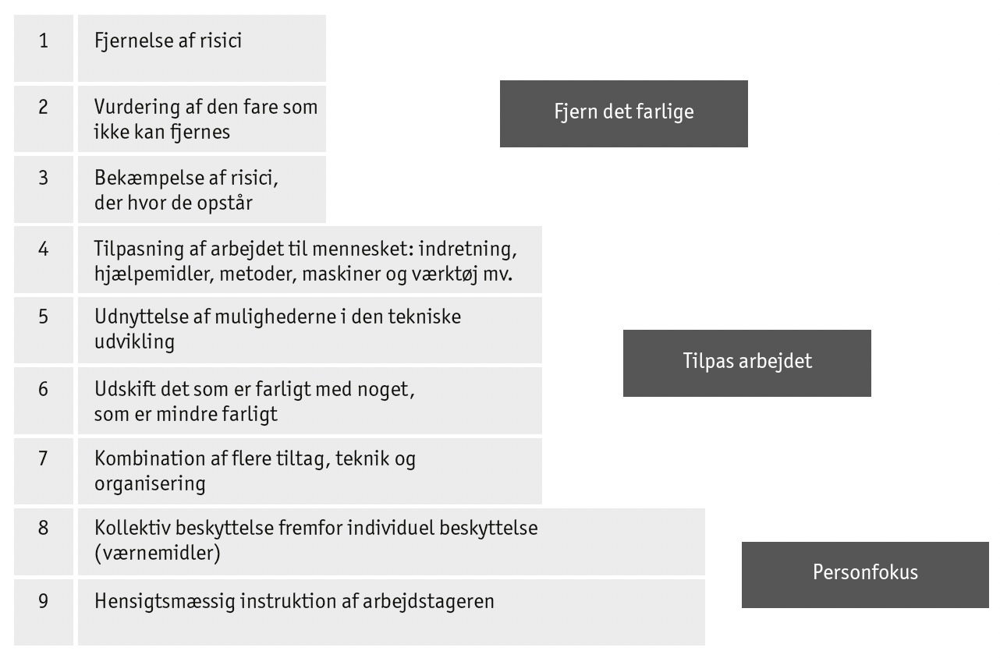 1 Fjernelse af risici
2 Vurdering af den fare som
ikke kan fjernes
3 Bekæmpelse af risici,
der hvor de opstår
Fjern det farlige
4 Tilpasning af arbejdet til mennesket: indretning,
hjælpemidler, metoder, maskiner og værktøj mv.
5 Udnyttelse af mulighederne i den tekniske
udvikling
6 Udskift det som er farligt med noget,
som er mindre farligt
7 Kombination af flere tiltag, teknik og
organisering
Tilpas arbejdet
8 Kollektiv beskyttelse fremfor individuel beskyttelse
(værnemidler)
9 Hensigtsmæssig instruktion af arbejdstageren
Personfokus